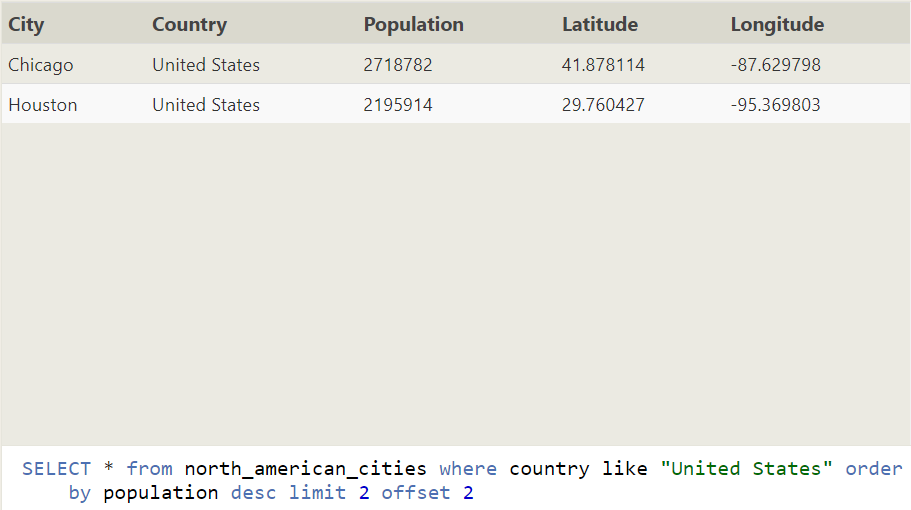 City Country Population Latitude Longitude
Chicago United States 2718782 41.878114 -87.629798
Houston United States 2195914 29.760427 -95.369803
SELECT * from north_american_cities where country like "United States" order
by population desc limit 2 offset 2